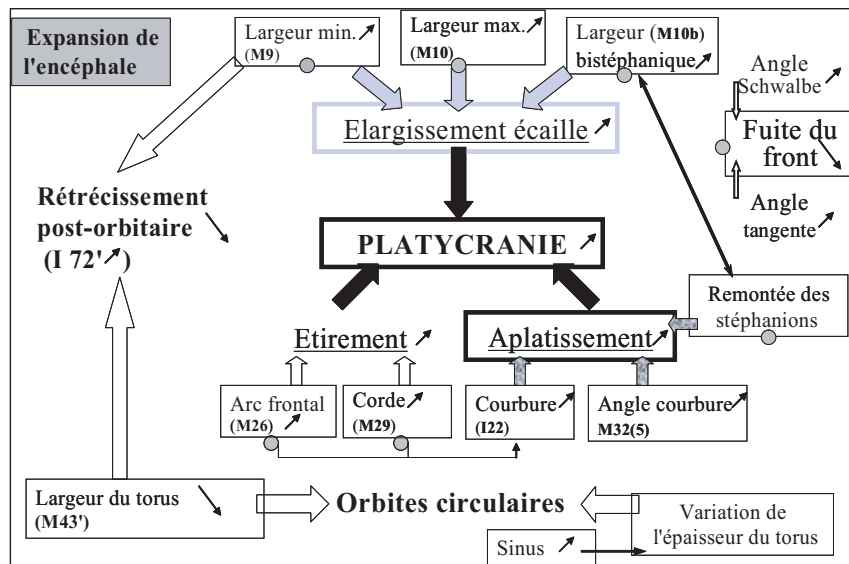 Expansion de
l'encéphale
Largeur min.
(M9)
Largeur max.
(M10)
Largeur (M10b)
bistéphanique
Angle
Schwalbe
Elargissement écaille
Fuite du
front
Angle
tangente
Rétrécissement
post-orbitaire
(I 72' )
PLATYCRANIE
Remontée des
stéphanions
Etirement
Aplatissement
Arc frontal
(M26)
Corde
(M29)
Courbure
(I22)
Angle courbure
M32(5)
Largeur du torus
(M43')
Orbites circulaires
Variation de
l'épaisseur du torus
Sinus